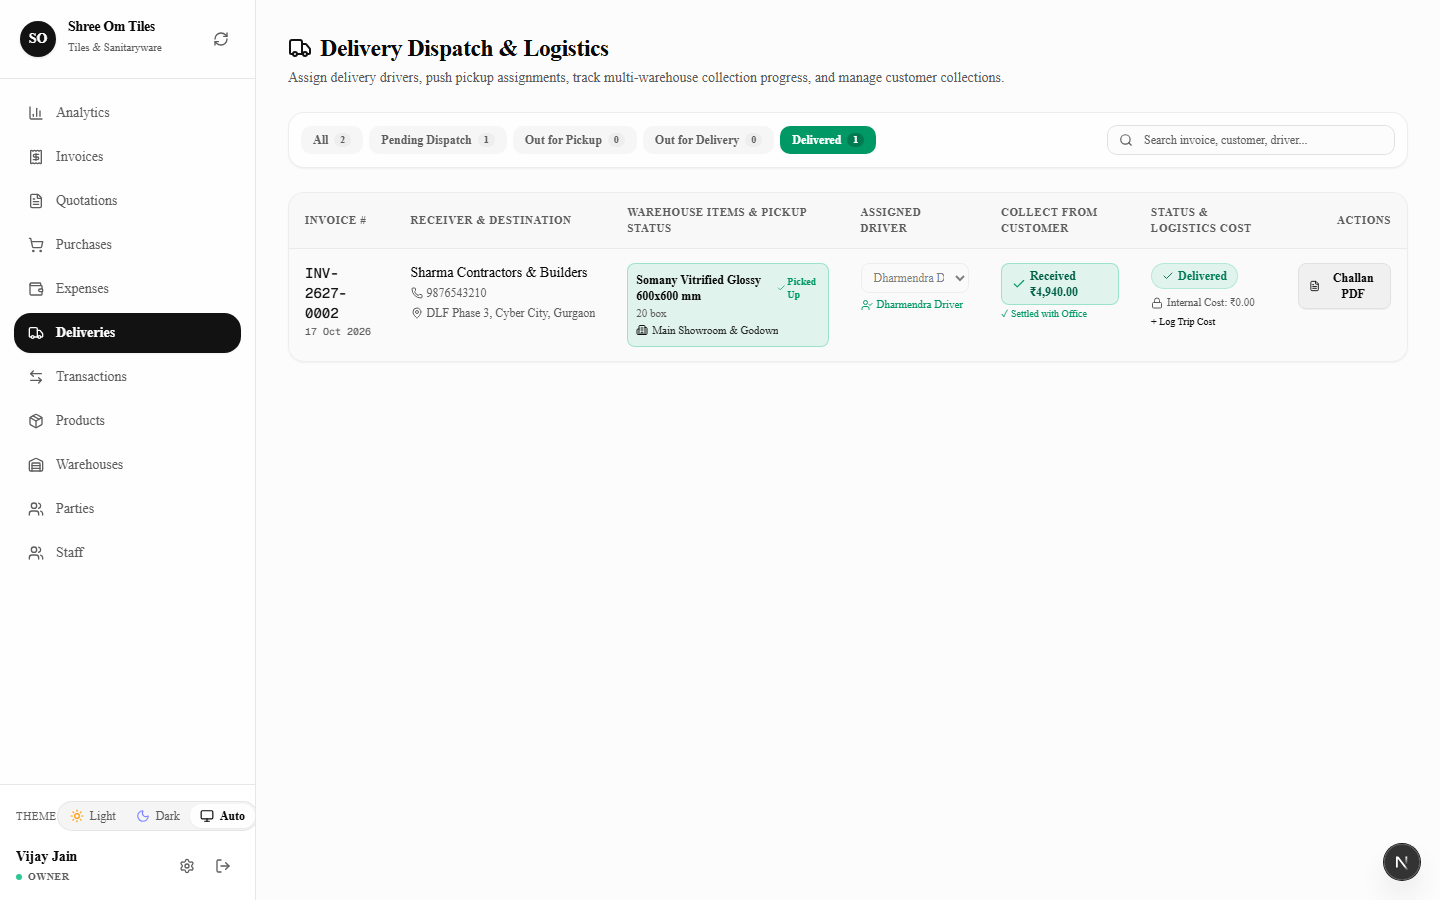 SO
Shree Om Tiles
Tiles & Sanitaryware
Analytics
Invoices
Quotations
Purchases
Expenses
Deliveries
Transactions
Products
Warehouses
Parties
Staff
THEME
Light
Dark
Auto
Vijay Jain
OWNER
Delivery Dispatch & Logistics
Assign delivery drivers, push pickup assignments, track multi-warehouse collection progress, and manage customer collections.
All 2
Pending Dispatch 1
Out for Pickup 0
Out for Delivery 0
Delivered 1
Search invoice, customer, driver...
INVOICE #
RECEIVER & DESTINATION
WAREHOUSE ITEMS & PICKUP
STATUS
ASSIGNED
DRIVER
COLLECT FROM
CUSTOMER
STATUS &
LOGISTICS COST
ACTIONS
INV-
2627-
0002
17 Oct 2026
Sharma Contractors & Builders
9876543210
DLF Phase 3, Cyber City, Gurgaon
Somany Vitrified Glossy
600x600 mm
✓ Picked
Up
20 box
Main Showroom & Godown
Dharmendra D
Dharmendra Driver
Received
₹4,940.00
✓ Settled with Office
Delivered
Internal Cost: ₹0.00
+ Log Trip Cost
Challan
PDF
N